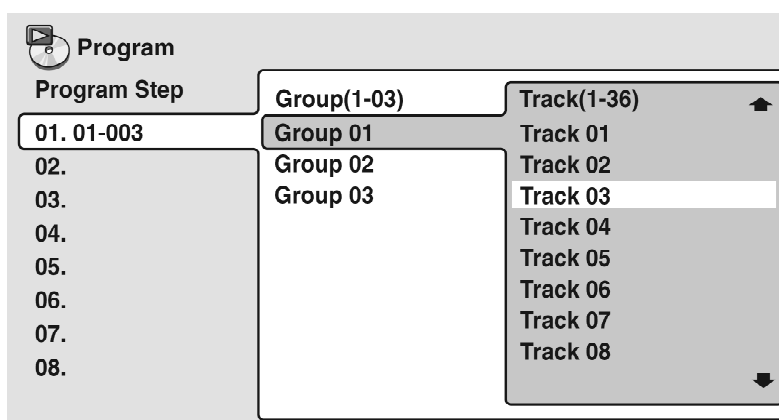 Program
Program Step
01. 01-003
02.
03.
04.
05.
06.
07.
08.
Group(1-03)
Group 01
Group 02
Group 03
Track(1-36)
Track 01
Track 02
Track 03
Track 04
Track 05
Track 06
Track 07
Track 08